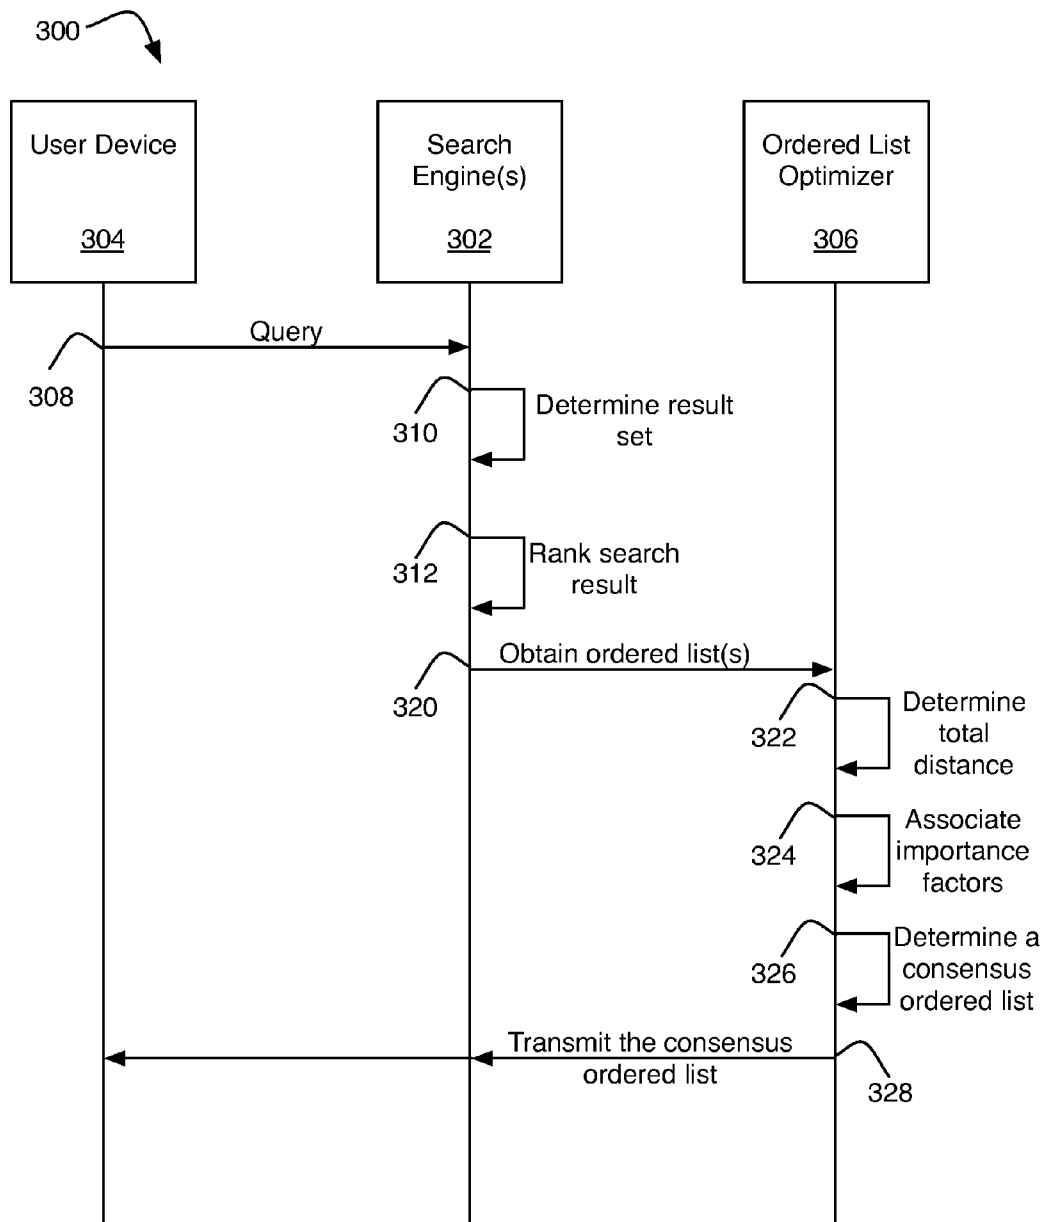 300
User Device
304
Search
Engine(s)
302
Ordered List
Optimizer
306
Query
308
310
Determine result
set
312
Rank search
result
Obtain ordered list(s)
320
322
Determine
total
distance
324
Associate
importance
factors
326
Determine a
consensus
ordered list
Transmit the consensus
ordered list
328